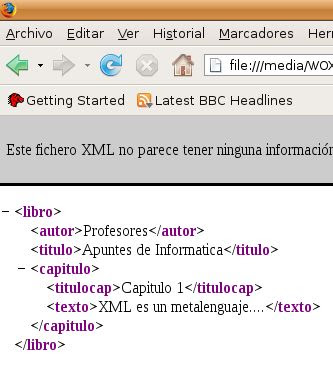 Archivo Editar Ver Historial Marcadores Herr
file:///media/WOX
Getting Started Latest BBC Headlines
Este fichero XML no parece tener ninguna informació
− <libro>
<autor>Profesores</autor>
<titulo>Apuntes de Informatica</titulo>
− <capitulo>
<titulocap>Capitulo 1</titulocap>
<texto>XML es un metalenguaje....</texto>
</capitulo>
</libro>